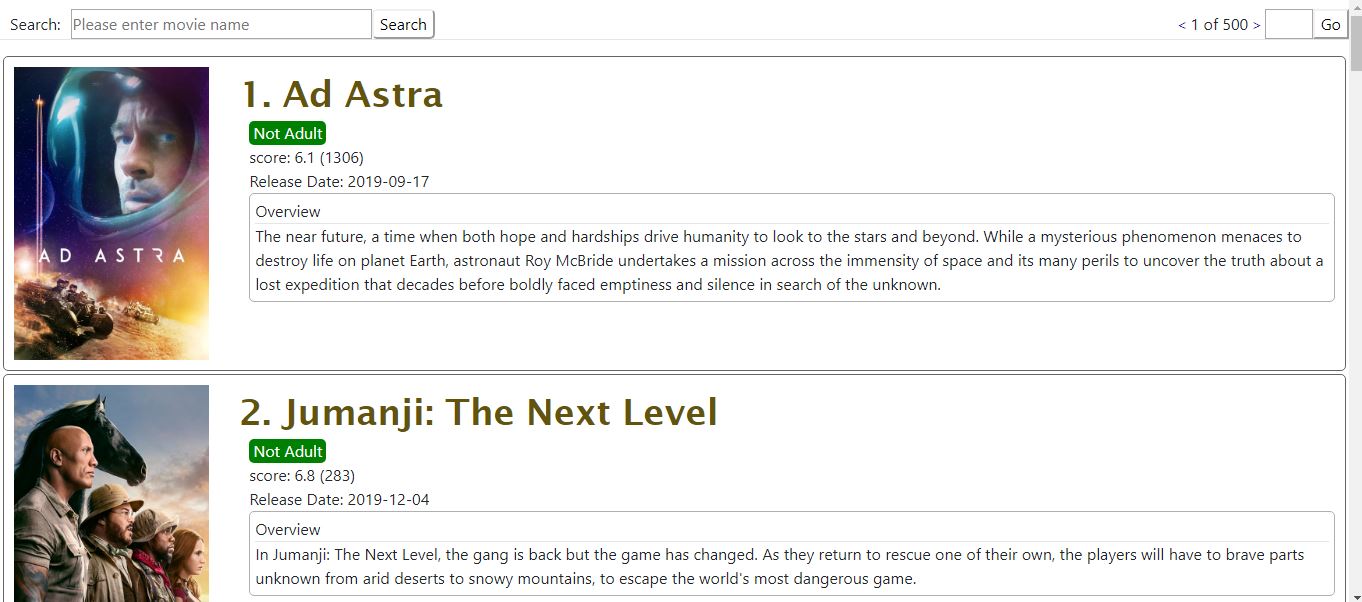 Search: Please enter movie name Search < 1 of 500 > Go
AD ASTRA
1. Ad Astra
Not Adult
score: 6.1 (1306)
Release Date: 2019-09-17
Overview
The near future, a time when both hope and hardships drive humanity to look to the stars and beyond. While a mysterious phenomenon menaces to
destroy life on planet Earth, astronaut Roy McBride undertakes a mission across the immensity of space and its many perils to uncover the truth about a
lost expedition that decades before boldly faced emptiness and silence in search of the unknown.
2. Jumanji: The Next Level
Not Adult
score: 6.8 (283)
Release Date: 2019-12-04
Overview
In Jumanji: The Next Level, the gang is back but the game has changed. As they return to rescue one of their own, the players will have to brave parts
unknown from arid deserts to snowy mountains, to escape the world's most dangerous game.